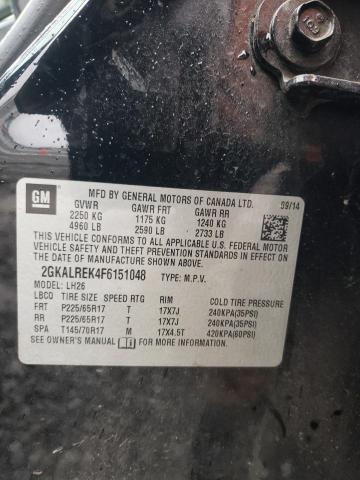 GM
MFD BY GENERAL MOTORS OF CANADA LTD.
09/14
GVWR GAWR FRT GAWR RR
2250 KG 1175 KG 1240 KG
4960 LB 2590 LB 2733 LB
THIS VEHICLE CONFORMS TO ALL APPLICABLE U.S. FEDERAL MOTOR
VEHICLE SAFETY AND THEFT PREVENTION STANDARDS IN EFFECT ON
THE DATE OF MANUFACTURE SHOWN ABOVE.
2GKALREK4F6151048 TYPE: M.P.V.
MODEL: LH26
LBCQ TIRE SIZE SPEED RTG RIM COLD TIRE PRESSURE
FRT P225/65R17 T 17X7J 240KPA(35PSI)
RR P225/65R17 T 17X7J 240KPA(35PSI)
SPA T145/70R17 M 17X4.5T 420KPA(60PSI)
SEE OWNER'S MANUAL FOR MORE INFORMATION.